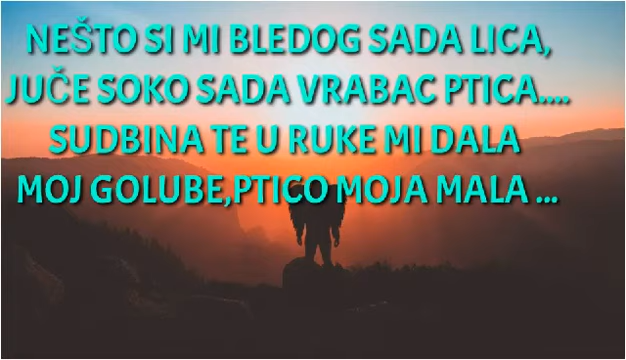 NEŠTO SI MI BLEDOG SADA LICA,
JUČE SOKO SADA VRABAC PTICA....
SUDBINA TE U RUKE MI DALA
MOJ GOLUBE,PTICO MOJA MALA ...